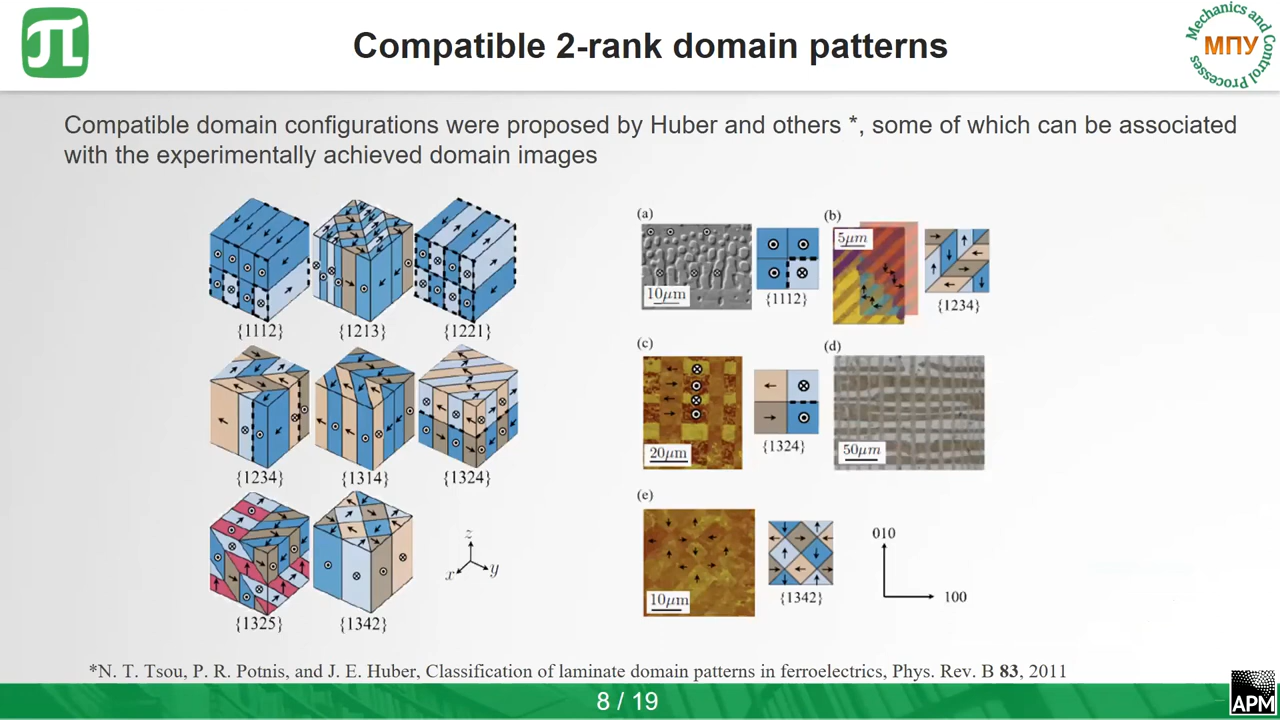 Compatible 2-rank domain patterns
Mechanics and Control Processes
МПУ
Compatible domain configurations were proposed by Huber and others *, some of which can be associated
with the experimentally achieved domain images
{1112} {1213} {1221}
{1234} {1314} {1324}
{1325} {1342}
z
x y
(a) (b)
10μm {1112} 5μm {1234}
(c) (d)
20μm {1324} 50μm
(e)
10μm {1342}
010
100
*N. T. Tsou, P. R. Potnis, and J. E. Huber, Classification of laminate domain patterns in ferroelectrics, Phys. Rev. B 83, 2011
8 / 19
APM